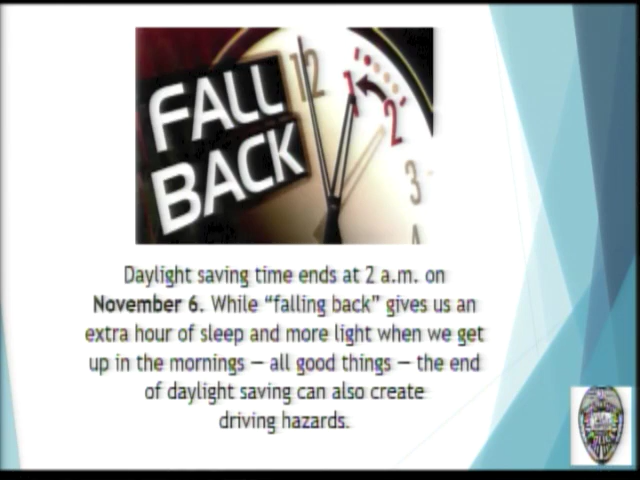 FALL
BACK
12
1
2
3
4
Daylight saving time ends at 2 a.m. on
November 6. While “falling back” gives us an
extra hour of sleep and more light when we get
up in the mornings — all good things — the end
of daylight saving can also create
driving hazards.